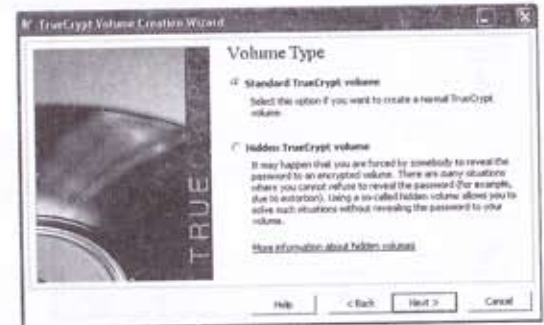 TrueCrypt Volume Creation Wizard
Volume Type
Standard TrueCrypt volume
Select this option if you want to create a normal TrueCrypt
volume.
Hidden TrueCrypt volume
It may happen that you are forced by somebody to reveal the
password to an encrypted volume. There are many situations
where you cannot refuse to reveal the password (for example,
due to extortion). Using a so-called hidden volume allows you to
solve such situations without revealing the password to your
volume.
More information about hidden volumes
TRUECRYPT
Help < Back Next > Cancel